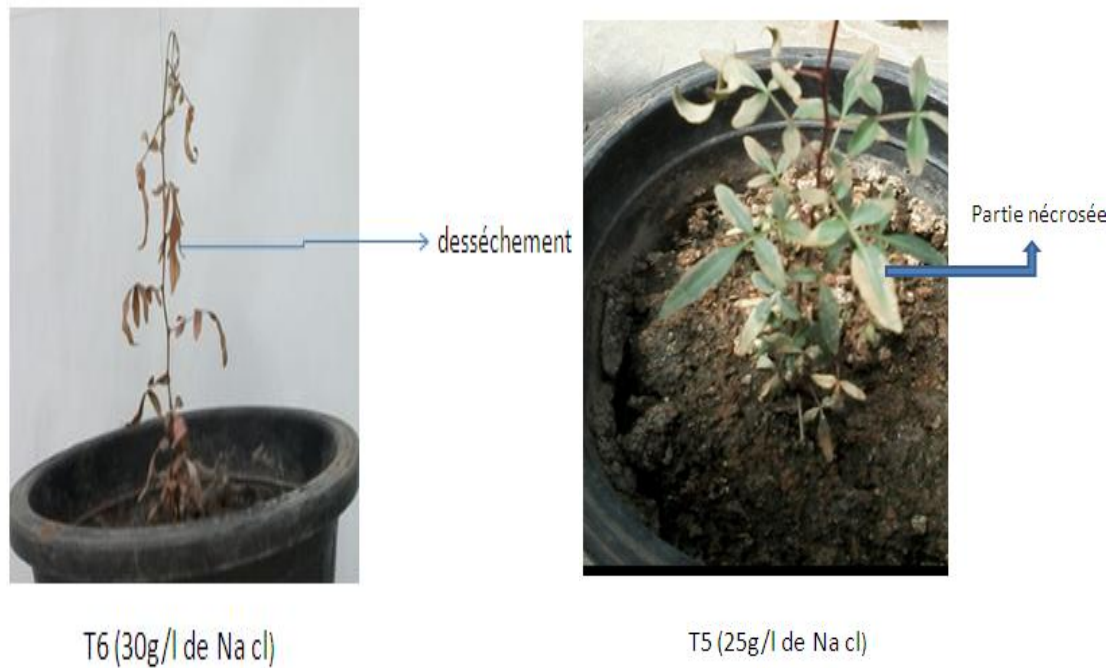 desséchement
Partie nécrosée
T6 (30g/l de Na cl)
T5 (25g/l de Na cl)